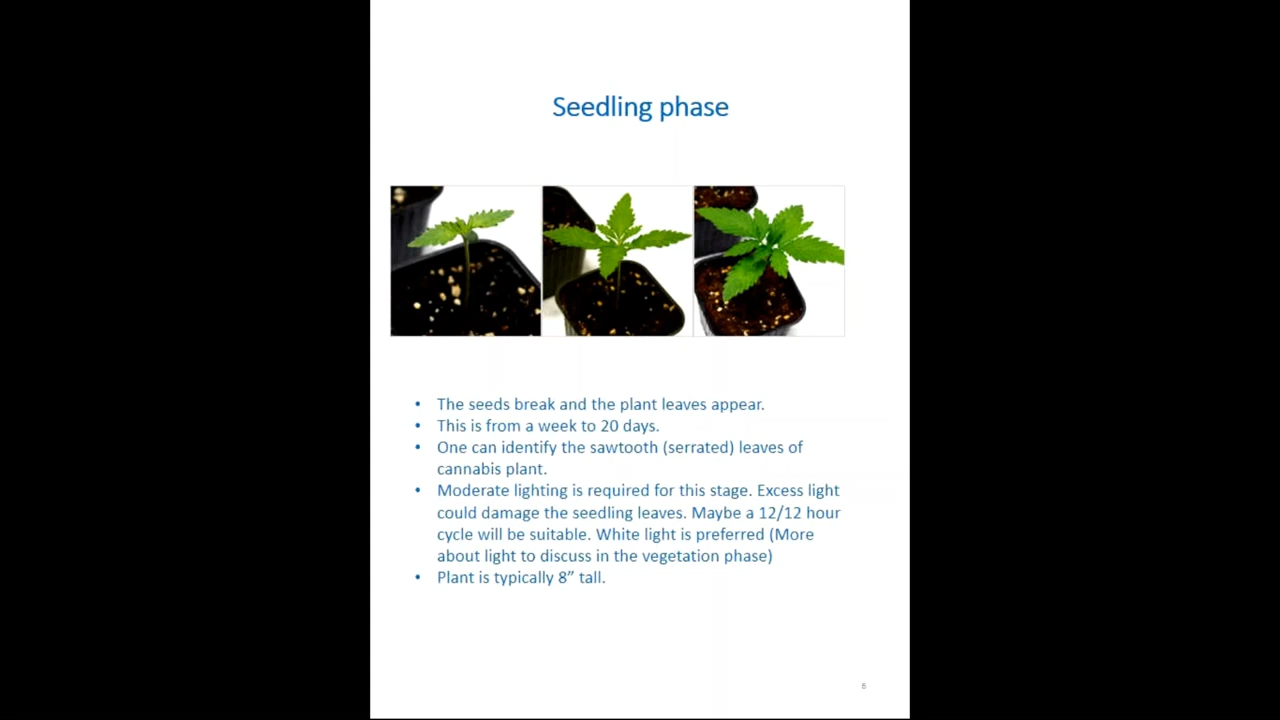 Seedling phase
• The seeds break and the plant leaves appear.
• This is from a week to 20 days.
• One can identify the sawtooth (serrated) leaves of
cannabis plant.
• Moderate lighting is required for this stage. Excess light
could damage the seedling leaves. Maybe a 12/12 hour
cycle will be suitable. White light is preferred (More
about light to discuss in the vegetation phase)
• Plant is typically 8” tall.
6